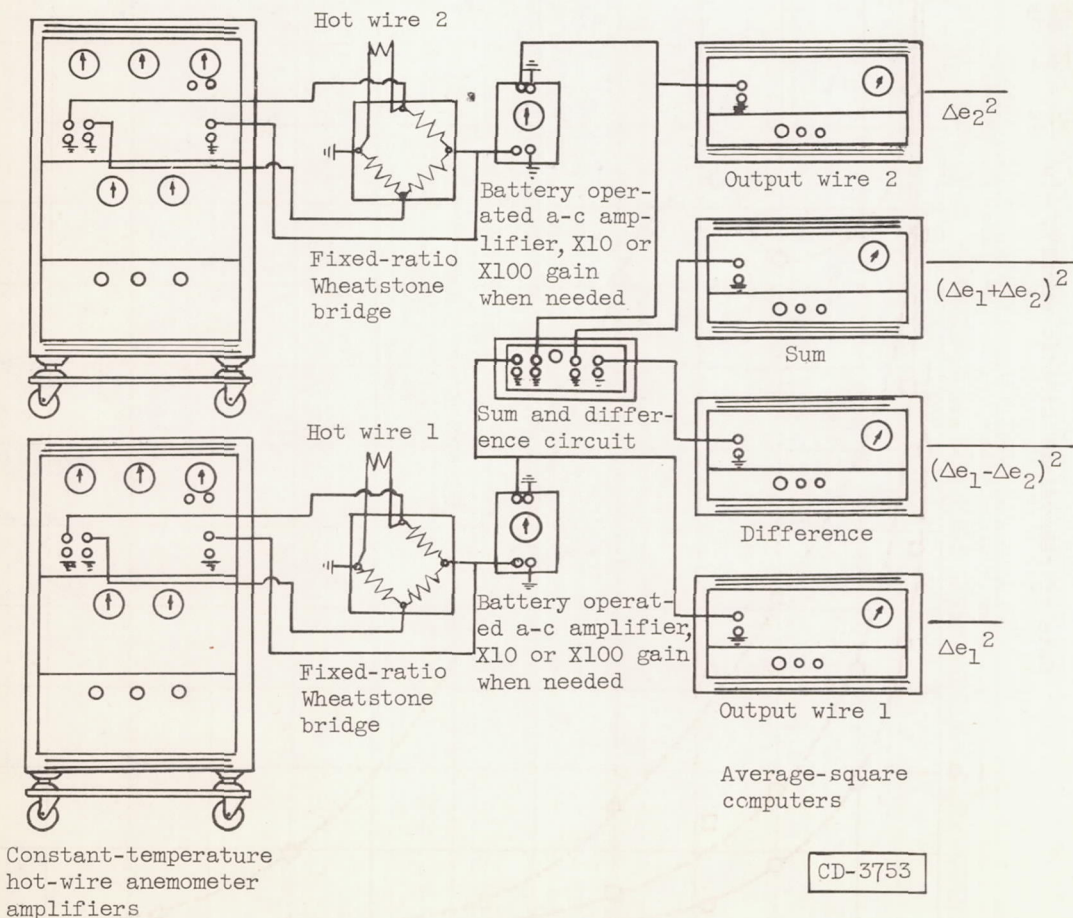 Hot wire 2
Δe₂²
Output wire 2
Battery oper-
ated a-c amp-
lifier, X10 or
X100 gain
when needed
Fixed-ratio
Wheatstone
bridge
(Δe₁+Δe₂)²
Sum
Sum and differ-
ence circuit
Hot wire 1
(Δe₁-Δe₂)²
Difference
Battery operat-
ed a-c amplifier,
X10 or X100 gain
when needed
Fixed-ratio
Wheatstone
bridge
Δe₁²
Output wire 1
Average-square
computers
Constant-temperature
hot-wire anemometer
amplifiers
CD-3753